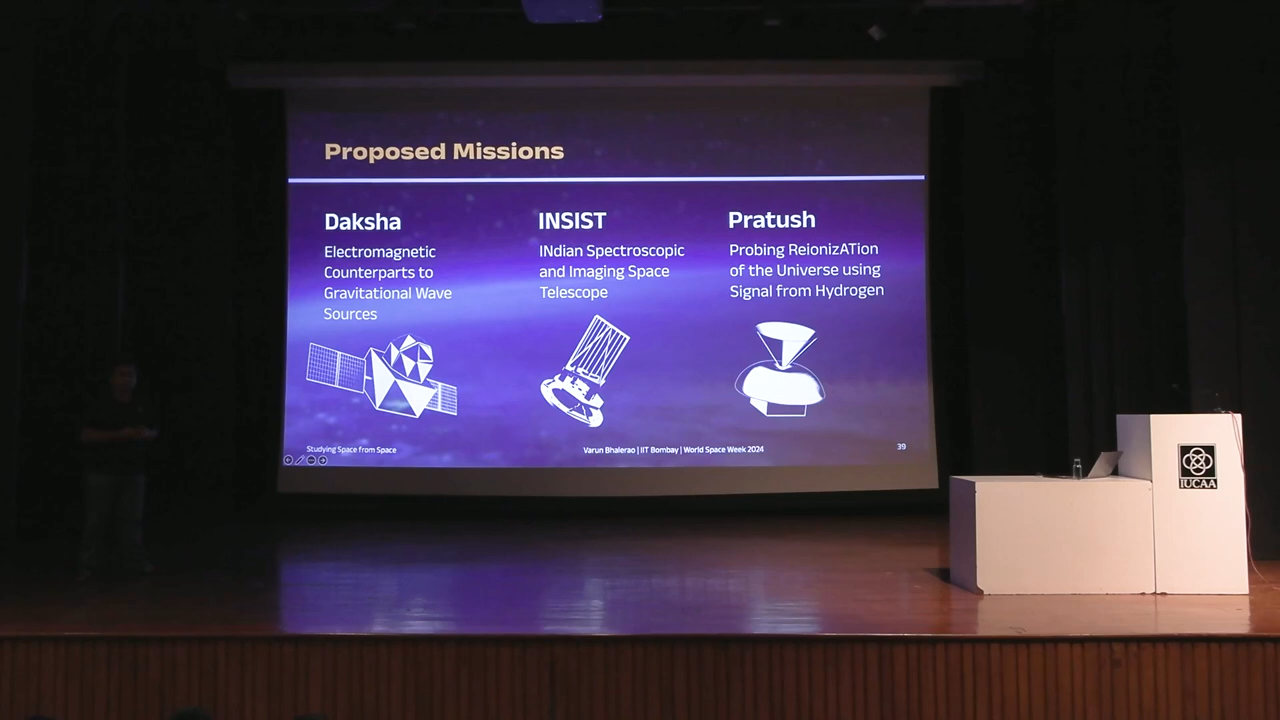 Proposed Missions
Daksha
Electromagnetic
Counterparts to
Gravitational Wave
Sources
INSIST
INdian Spectroscopic
and Imaging Space
Telescope
Pratush
Probing ReionizATion
of the Universe using
Signal from Hydrogen
Studying Space from Space
Varun Bhalerao | IIT Bombay | World Space Week 2024
39
IUCAA